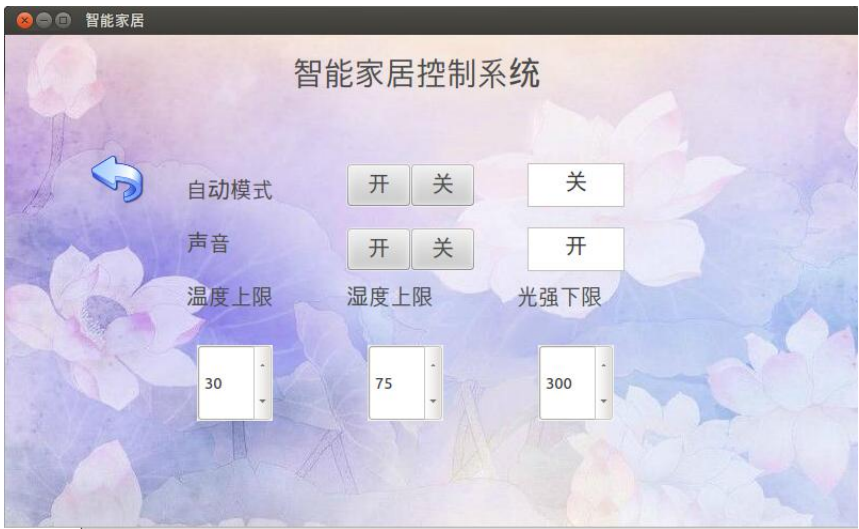 智能家居
智能家居控制系统
自动模式 开 关 关
声音 开 关 开
温度上限 湿度上限 光强下限
30 75 300